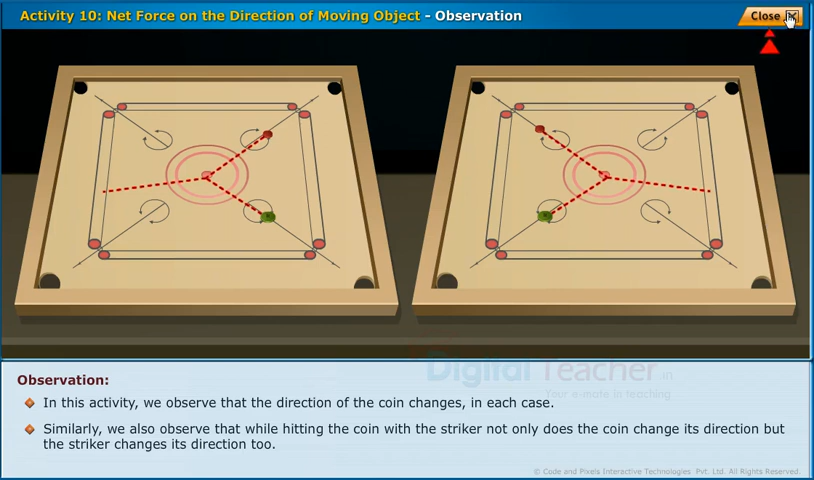 Activity 10: Net Force on the Direction of Moving Object - Observation
Close
Observation:
In this activity, we observe that the direction of the coin changes, in each case.
Similarly, we also observe that while hitting the coin with the striker not only does the coin change its direction but
the striker changes its direction too.
Digital Teacher.in
Your e-mate in teaching
© Code and Pixels Interactive Technologies Pvt. Ltd. All Rights Reserved.